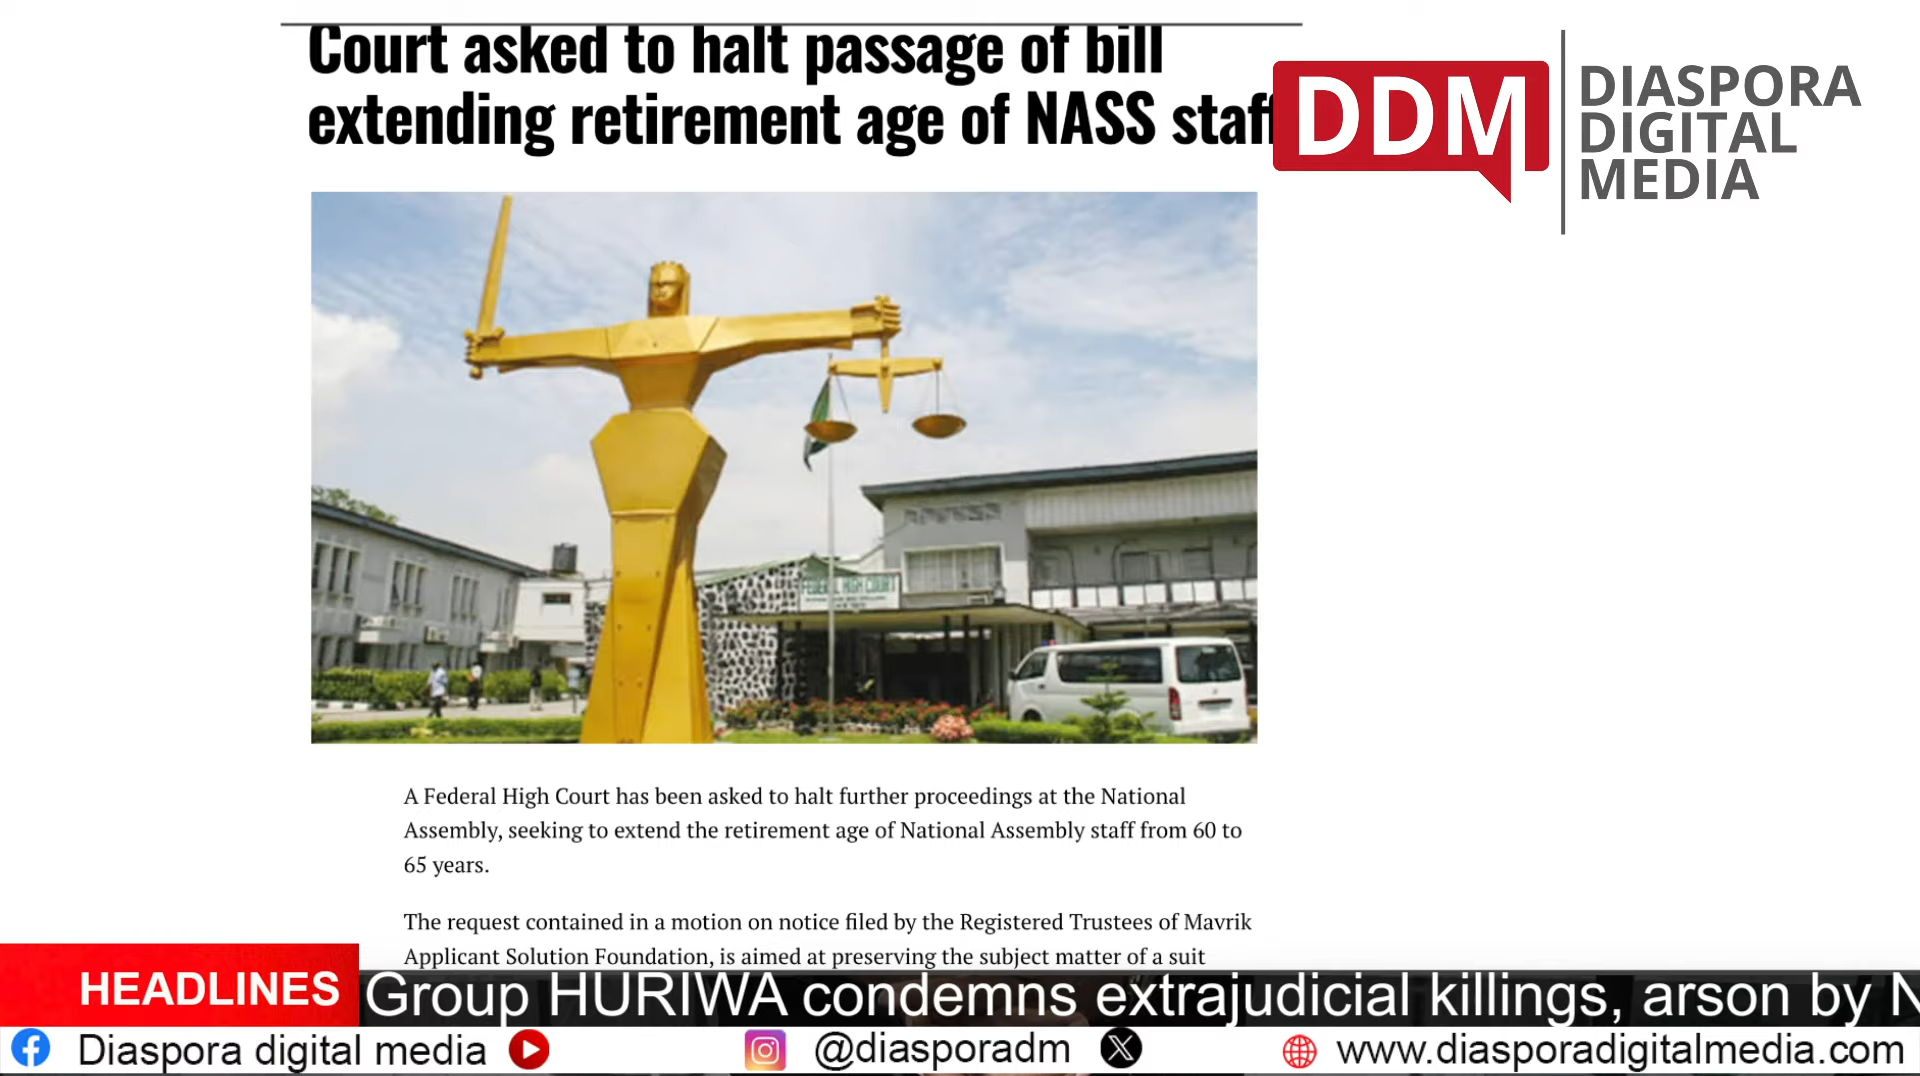 Court asked to halt passage of bill
extending retirement age of NASS staff
DDM
DIASPORA
DIGITAL
MEDIA
FEDERAL HIGH COURT
A Federal High Court has been asked to halt further proceedings at the National
Assembly, seeking to extend the retirement age of National Assembly staff from 60 to
65 years.
The request contained in a motion on notice filed by the Registered Trustees of Mavrik
Applicant Solution Foundation, is aimed at preserving the subject matter of a suit
HEADLINES
Group HURIWA condemns extrajudicial killings, arson by N
Diaspora digital media
@diasporadm
www.diasporadigitalmedia.com